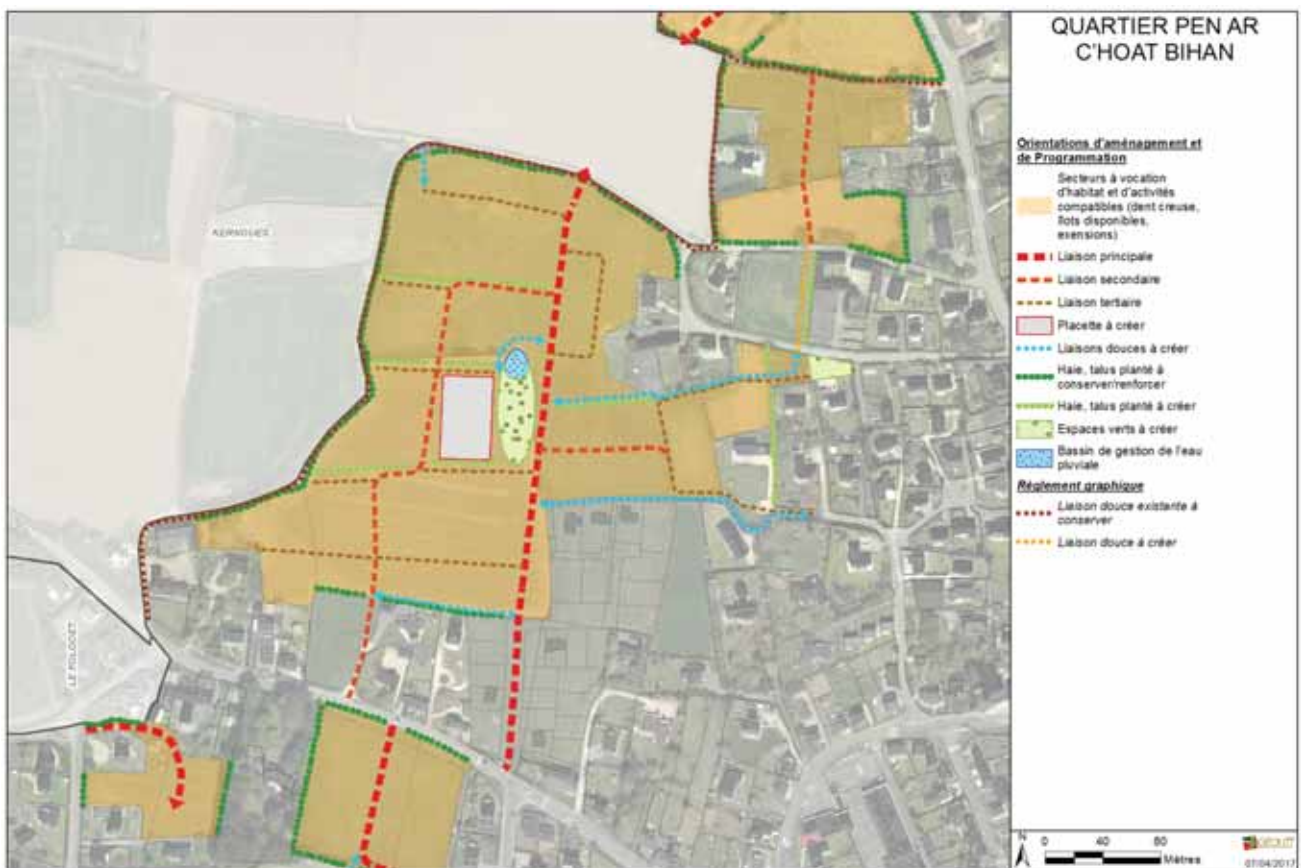 QUARTIER PEN AR
C'HOAT BIHAN
Orientations d'aménagement et
de Programmation
Secteurs à vocation
d'habitat et d'activités
compatibles (dent creuse,
îlots disponibles,
exensions)
Liaison principale
Liaison secondaire
Liaison tertiaire
Placette à créer
Liaisons douces à créer
Haie, talus planté à
conserver/renforcer
Haie, talus planté à créer
Espaces verts à créer
Bassin de gestion de l'eau
pluviale
Règlement graphique
Liaison douce existante à
conserver
Liaison douce à créer
N
0 40 80
Mètres
07/04/2017